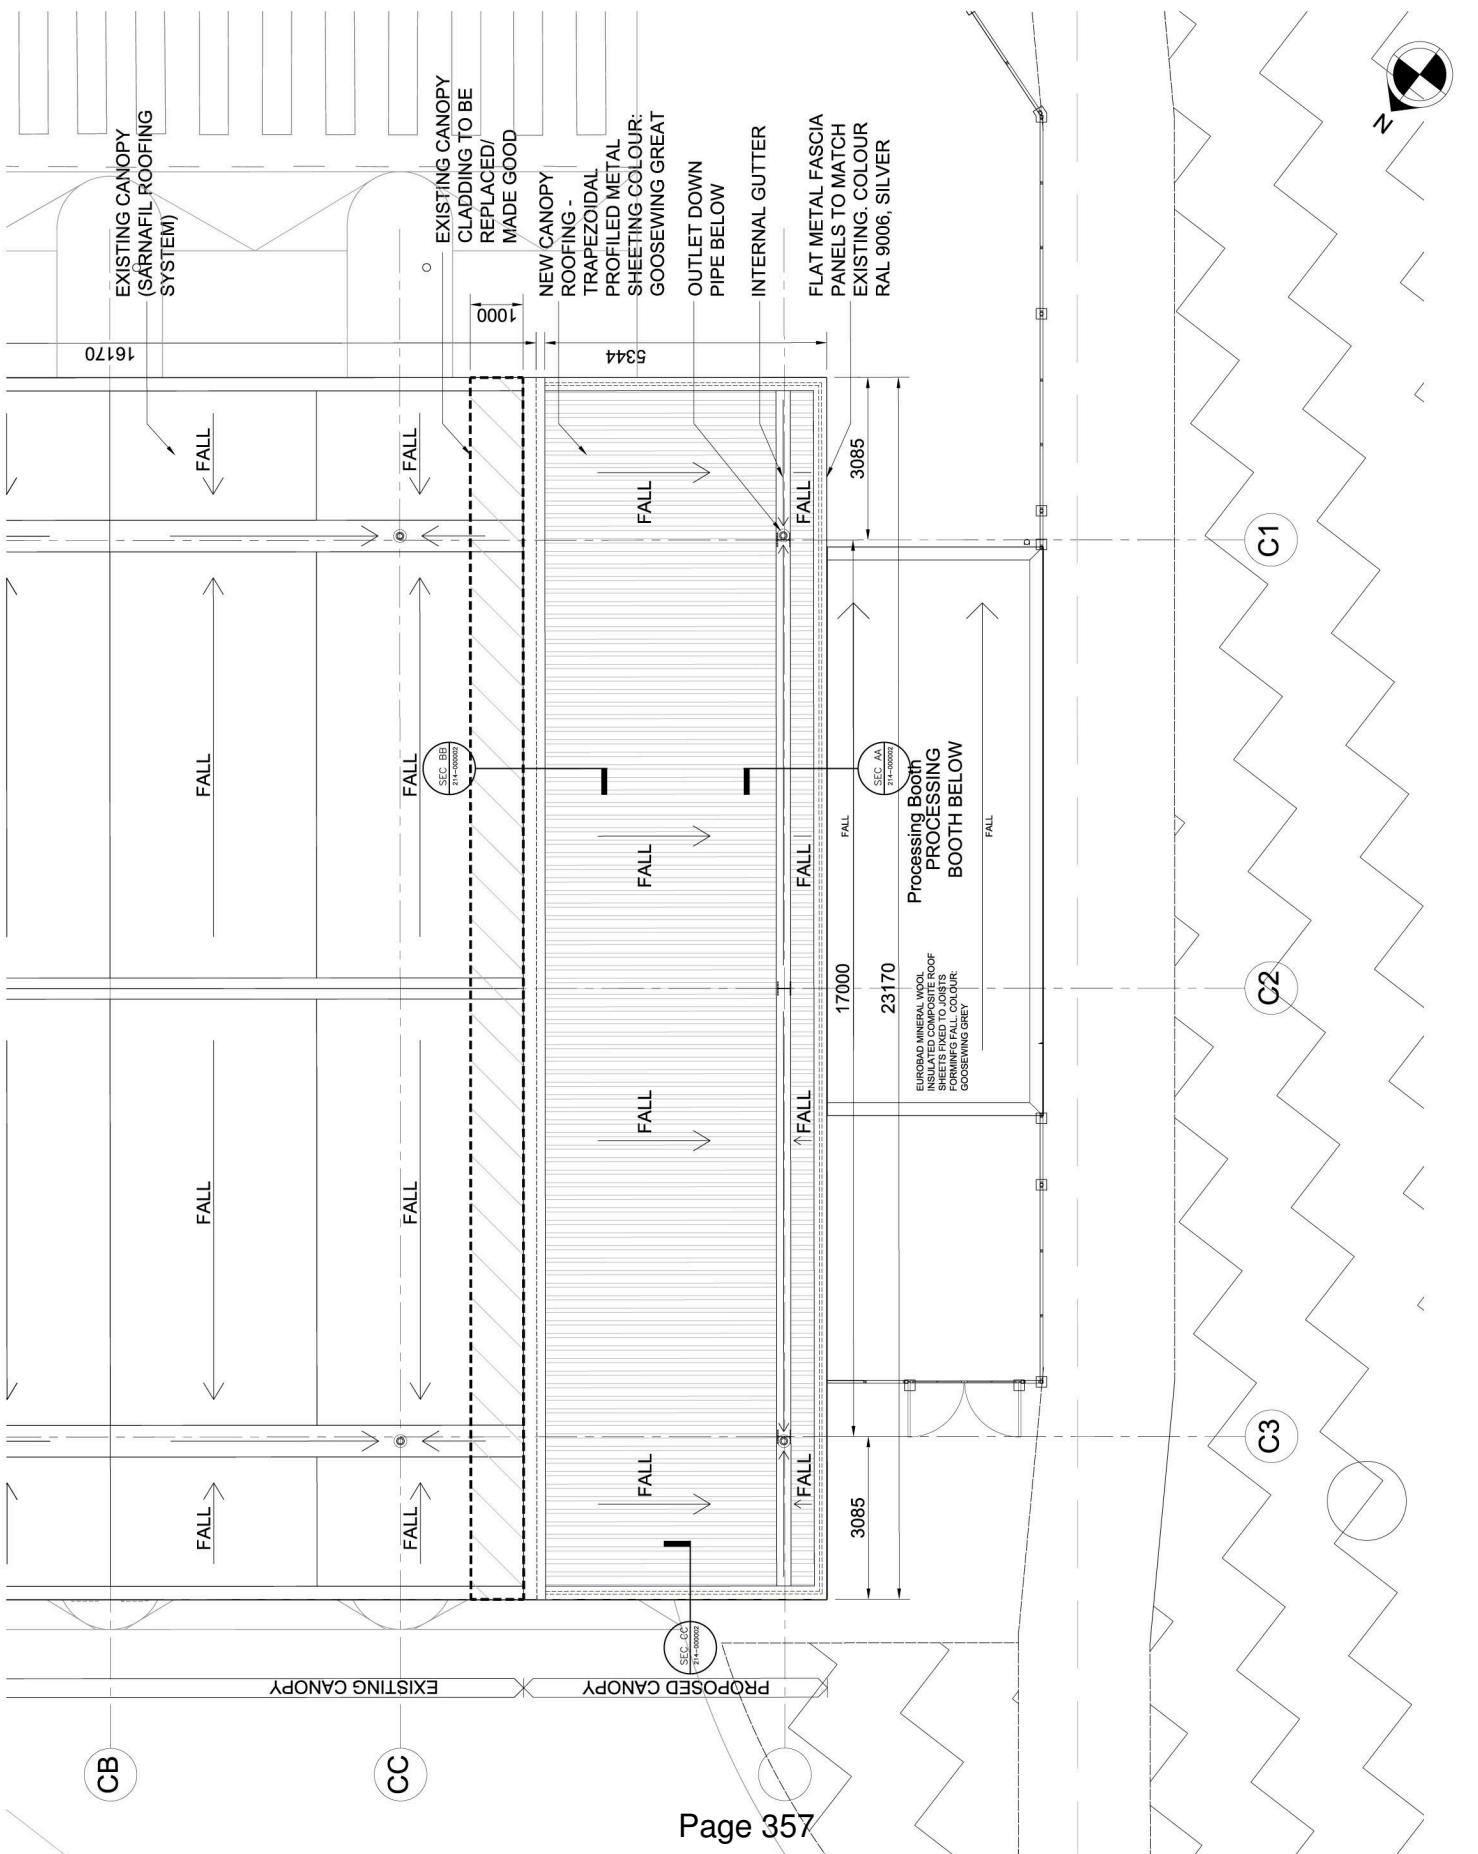 EXISTING CANOPY
(SARNAFIL ROOFING
SYSTEM)
EXISTING CANOPY
CLADDING TO BE
REPLACED/
MADE GOOD
NEW CANOPY
ROOFING -
TRAPEZOIDAL
PROFILED METAL
SHEETING COLOUR:
GOOSEWING GREAT
OUTLET DOWN
PIPE BELOW
INTERNAL GUTTER
FLAT METAL FASCIA
PANELS TO MATCH
EXISTING. COLOUR
RAL 9006, SILVER
N
16170
1000
5344
3085
FALL
FALL
FALL
FALL
C1
FALL
FALL
SEC BB
214-000002
SEC AA
214-000002
FALL
FALL
FALL
Processing Booth
PROCESSING
BOOTH BELOW
FALL
17000
23170
EUROBAD MINERAL WOOL
INSULATED COMPOSITE ROOF
SHEETS FIXED TO JOISTS
FORMINFG FALL. COLOUR:
GOOSEWING GREY
C2
FALL
FALL
FALL
FALL
C3
FALL
FALL
FALL
FALL
3085
SEC CC
214-000002
EXISTING CANOPY
PROPOSED CANOPY
CB
CC
Page 357